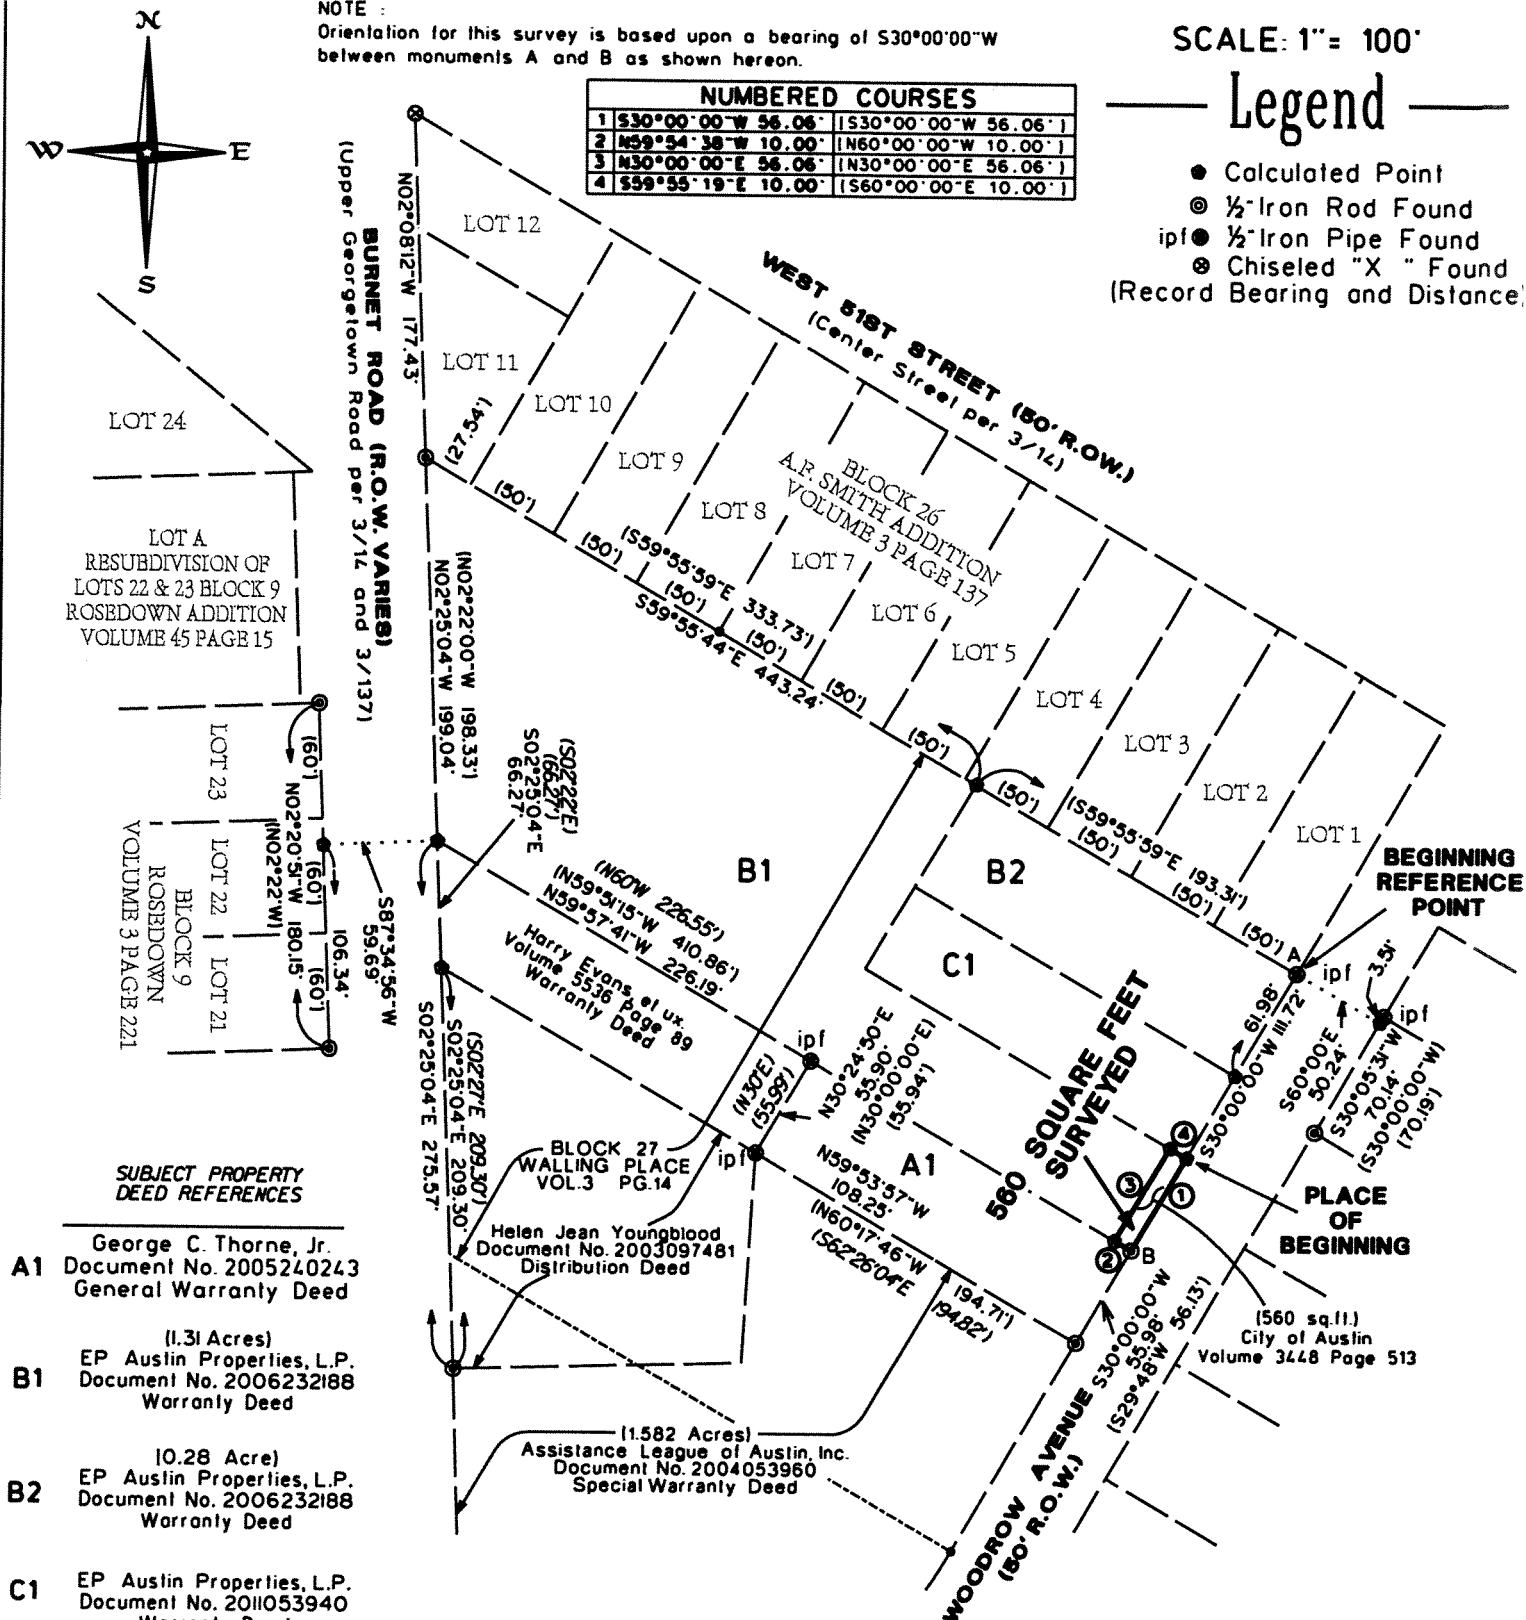 N
W
E
S
NOTE :
Orientation for this survey is based upon a bearing of S30°00'00"W
between monuments A and B as shown hereon.
NUMBERED COURSES
1 S30°00'00"W 56.06' (S30°00'00"W 56.06')
2 N59°54'38"W 10.00' (N60°00'00"W 10.00')
3 N30°00'00"E 56.06' (N30°00'00"E 56.06')
4 S59°55'19"E 10.00' (S60°00'00"E 10.00')
SCALE: 1"= 100'
Legend
Calculated Point
½" Iron Rod Found
ipf ½" Iron Pipe Found
Chiseled "X " Found
(Record Bearing and Distance)
N02°08'12"W 177.43'
BURNET ROAD (R.O.W. VARIES)
(Upper Georgetown Road per 3/14 and 3/137)
WEST 51ST STREET (50' R.O.W.)
(Center Street per 3/14)
LOT 12
LOT 11
LOT 10
LOT 9
LOT 8
LOT 7
LOT 6
LOT 5
LOT 4
LOT 3
LOT 2
LOT 1
BLOCK 26
A.F. SMITH ADDITION
VOLUME 3 PAGE 137
LOT 24
LOT A
RESUBDIVISION OF
LOTS 22 & 23 BLOCK 9
ROSEDOWN ADDITION
VOLUME 45 PAGE 15
(27.54')
(50')
(50')
(50')
(50')
(50')
(50')
(S59°55'59"E 333.73')
S59°55'44"E 443.24'
(50')
(50')
(50')
(50')
(S59°55'59"E 193.31')
(N02°22'00"W 198.33')
N02°25'04"W 199.04'
(S02°22'E)
(66.27')
S02°25'04"E
66.27'
LOT 23
LOT 22
LOT 21
BLOCK 9
ROSEDOWN
VOLUME 3 PAGE 221
(60')
(60')
(60')
N02°20'51"W 180.15'
(N02°22'W)
106.34'
S87°34'56"W
59.69'
B1
B2
C1
A1
(N60°W 226.55')
(N59°51'15"W 410.86')
N59°57'41"W 226.19'
Harry Evans, et ux.
Volume 5536 Page 89
Warranty Deed
BEGINNING
REFERENCE
POINT
A
ipf
3.51'
ipf
61.98'
S30°00'00"W 111.72'
S60°00'E
50.24'
S30°05'31"W
70.14'
(S30°00'00"W)
(70.19')
ipf
(N30°E)
(55.99')
N30°24'50"E
55.90'
(N30°00'00"E)
(55.94')
560 SQUARE FEET
SURVEYED
4
3
1
2
B
PLACE
OF
BEGINNING
(S02°27'E 209.30')
S02°25'04"E 209.30'
S02°25'04"E 275.57'
ipf
N59°53'57"W
108.25'
(N60°17'46"W 194.71')
(S62°26'04"E 194.82')
BLOCK 27
WALLING PLACE
VOL.3 PG.14
Helen Jean Youngblood
Document No. 2003097481
Distribution Deed
(560 sq.ft.)
City of Austin
Volume 3448 Page 513
S30°00'00"W
55.98'
(S29°48'W 56.13')
WOODROW AVENUE
(50' R.O.W.)
(1.582 Acres)
Assistance League of Austin, Inc.
Document No. 2004053960
Special Warranty Deed
SUBJECT PROPERTY
DEED REFERENCES
George C. Thorne, Jr.
A1 Document No. 2005240243
General Warranty Deed
(1.31 Acres)
EP Austin Properties, L.P.
B1 Document No. 2006232188
Warranty Deed
(0.28 Acre)
EP Austin Properties, L.P.
B2 Document No. 2006232188
Warranty Deed
EP Austin Properties, L.P.
C1 Document No. 2011053940